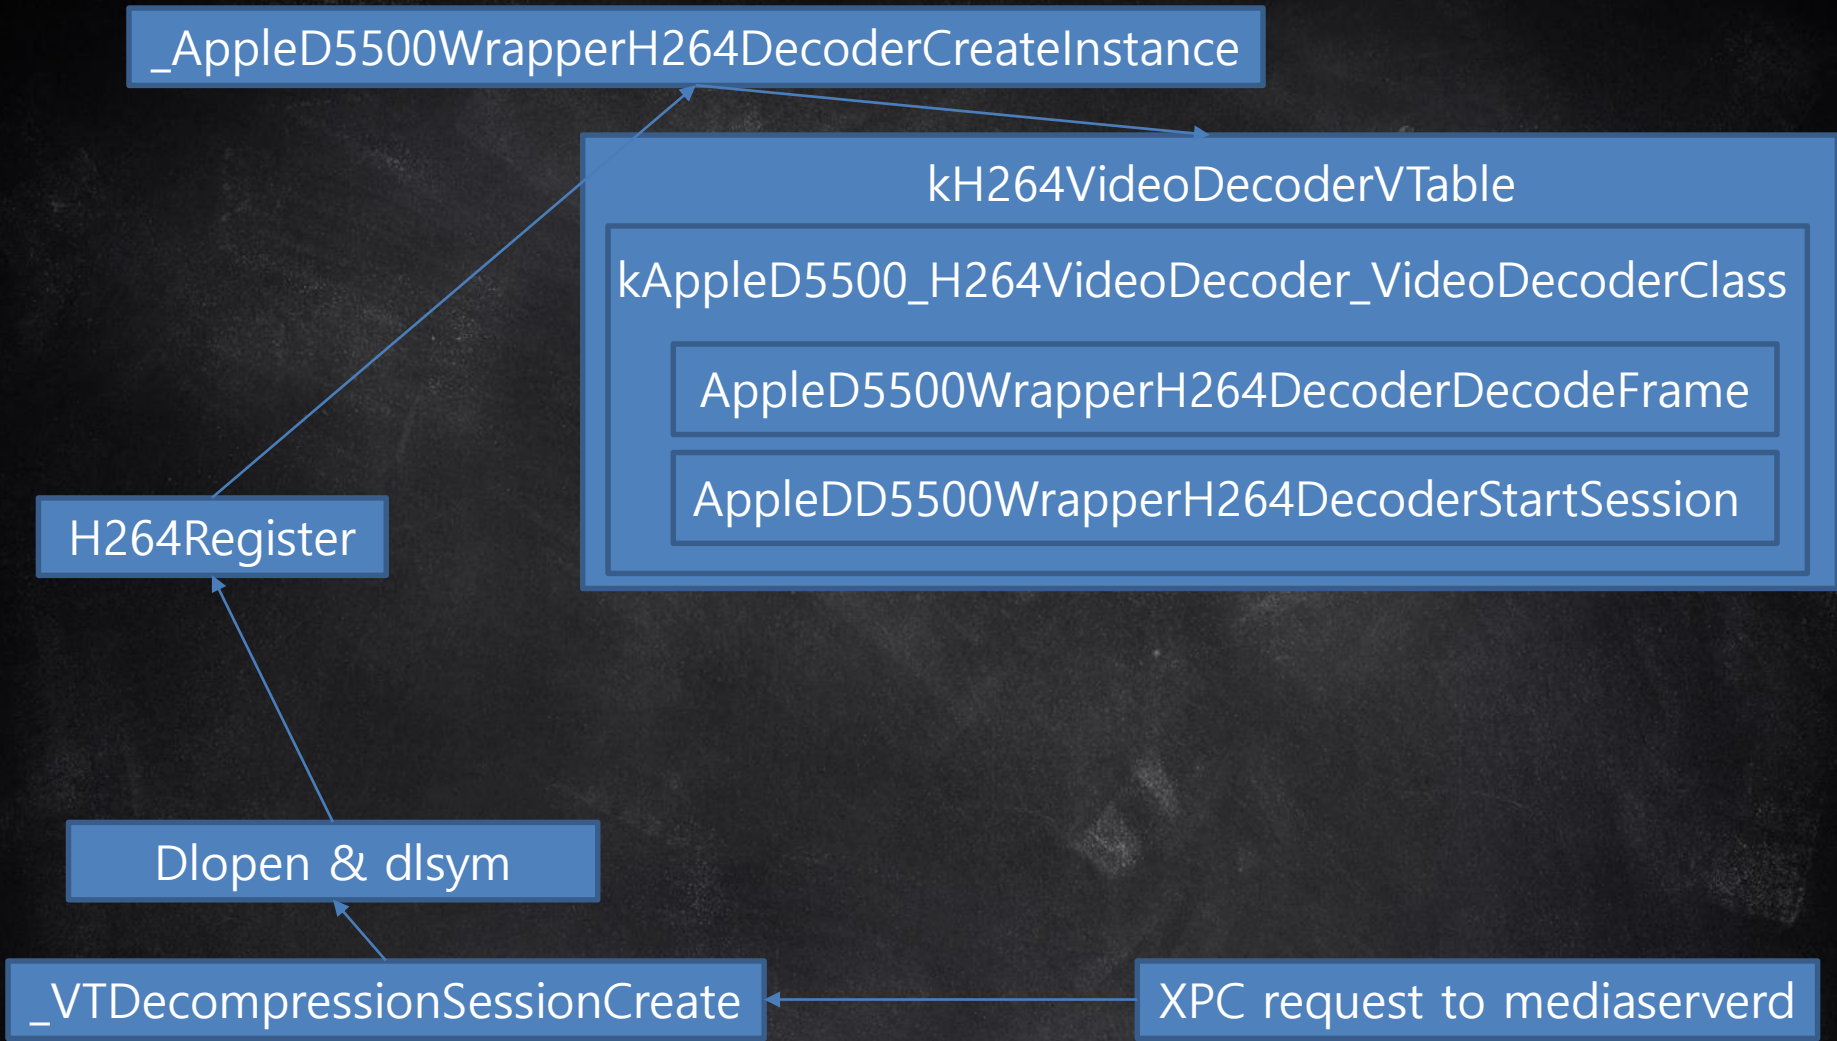 _AppleD5500WrapperH264DecoderCreateInstance
kH264VideoDecoderVTable
kAppleD5500_H264VideoDecoder_VideoDecoderClass
AppleD5500WrapperH264DecoderDecodeFrame
AppleDD5500WrapperH264DecoderStartSession
H264Register
Dlopen & dlsym
_VTDecompressionSessionCreate
XPC request to mediaserverd